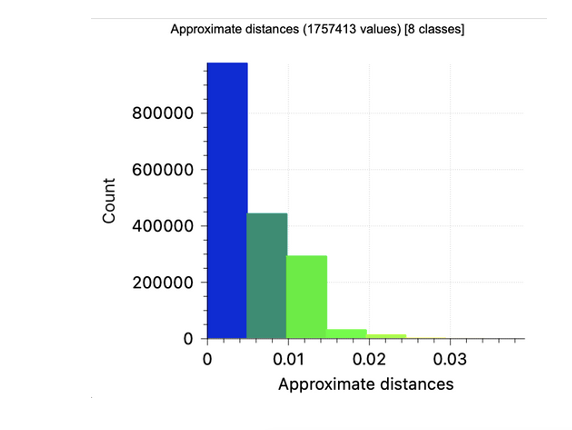 Approximate distances (1757413 values) [8 classes]
800000
600000
400000
200000
0
Count
0 0.01 0.02 0.03
Approximate distances